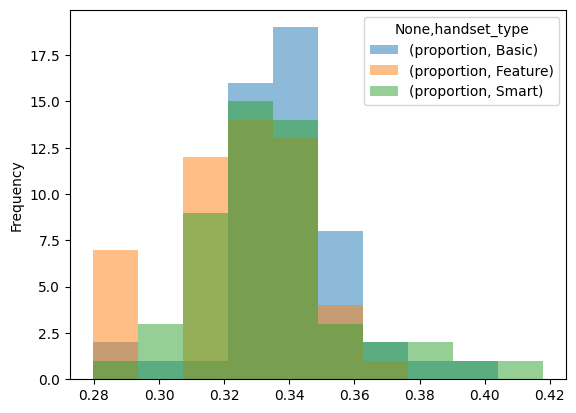 None,handset_type
(proportion, Basic)
(proportion, Feature)
(proportion, Smart)
Frequency
17.5
15.0
12.5
10.0
7.5
5.0
2.5
0.0
0.28 0.30 0.32 0.34 0.36 0.38 0.40 0.42